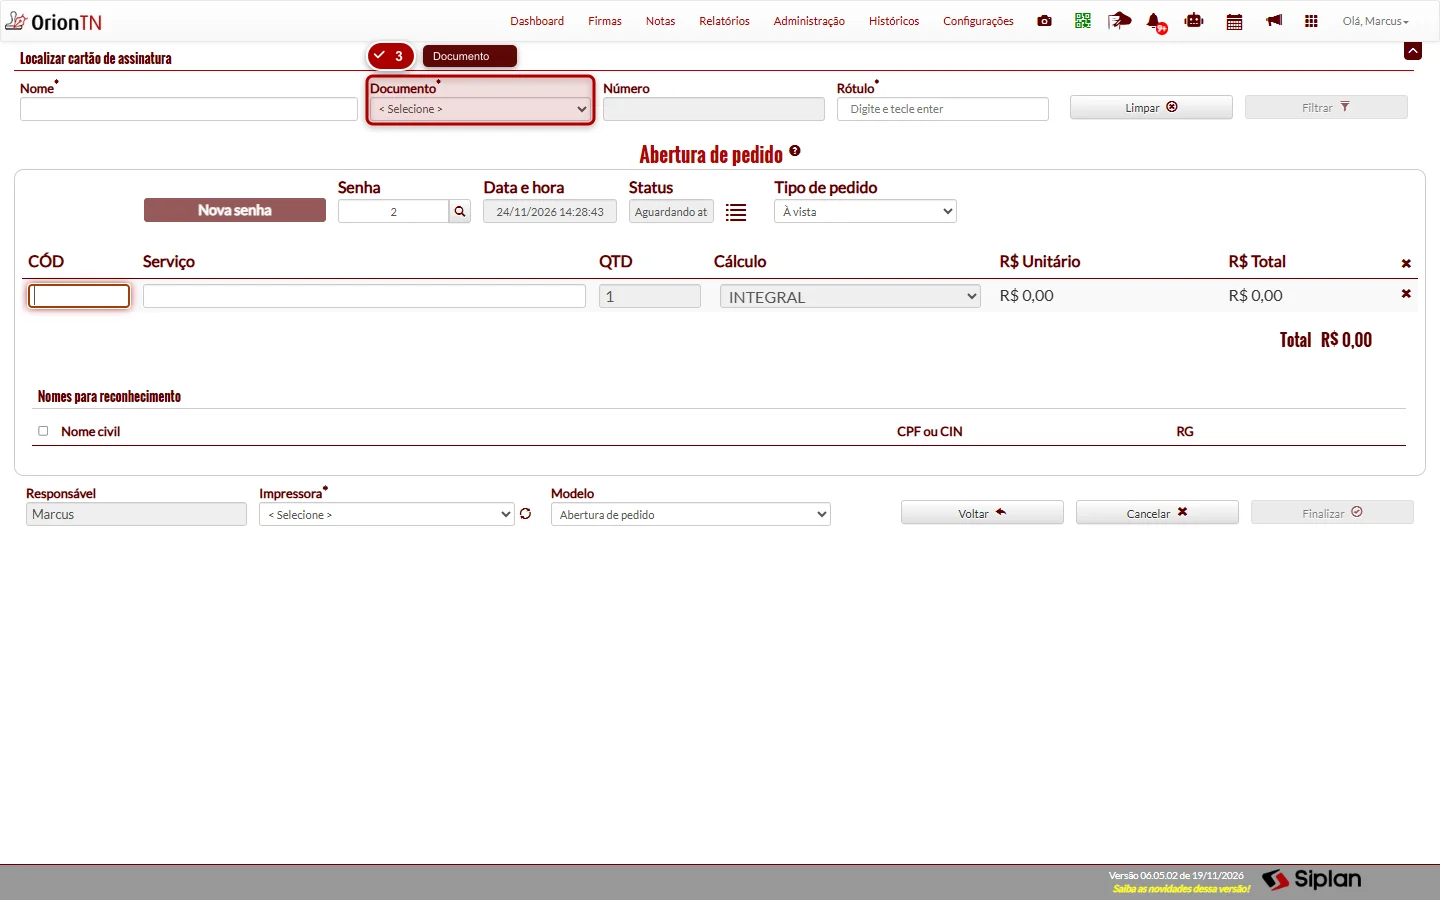 OrionTN
Dashboard
Firmas
Notas
Relatórios
Administração
Históricos
Configurações
9+
Olá, Marcus
Localizar cartão de assinatura
3
Documento
Nome*
Documento*
< Selecione >
Número
Rótulo*
Digite e tecle enter
Limpar
Filtrar
Abertura de pedido
Nova senha
Senha
2
Data e hora
24/11/2026 14:28:43
Status
Aguardando at
Tipo de pedido
À vista
CÓD
Serviço
QTD
Cálculo
R$ Unitário
R$ Total
1
INTEGRAL
R$ 0,00
R$ 0,00
Total R$ 0,00
Nomes para reconhecimento
Nome civil
CPF ou CIN
RG
Responsável
Marcus
Impressora*
< Selecione >
Modelo
Abertura de pedido
Voltar
Cancelar
Finalizar
Versão 06.05.02 de 19/11/2026
Saiba as novidades dessa versão!
Siplan